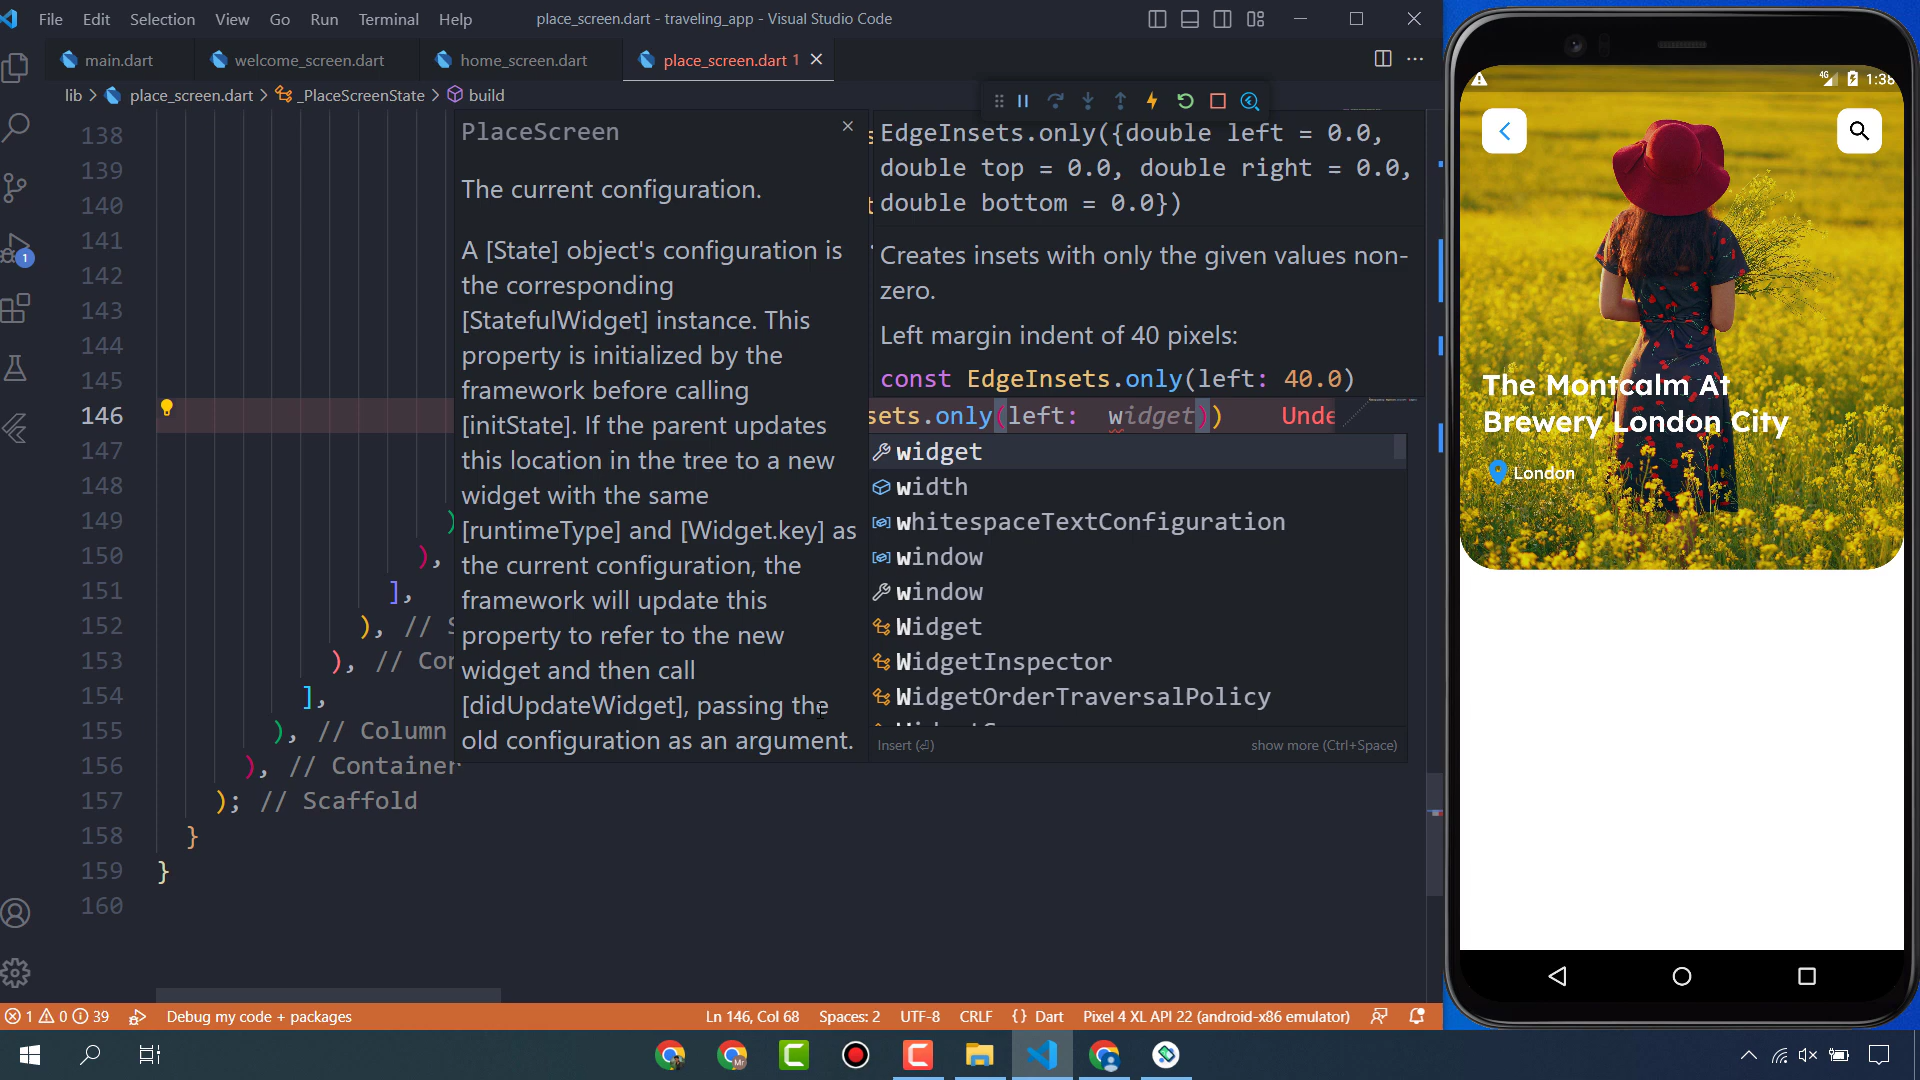 File Edit Selection View Go Run Terminal Help
place_screen.dart - traveling_app - Visual Studio Code
main.dart
welcome_screen.dart
home_screen.dart
place_screen.dart 1
lib > place_screen.dart > _PlaceScreenState > build
138
139
140
141
142
143
144
145
146
147
148
149 )
150 ),
151 ],
152 ), // S
153 ), // Cor
154 ],
155 ), // Column
156 ), // Container
157 ); // Scaffold
158 }
159 }
160
PlaceScreen
The current configuration.
A [State] object's configuration is
the corresponding
[StatefulWidget] instance. This
property is initialized by the
framework before calling
[initState]. If the parent updates
this location in the tree to a new
widget with the same
[runtimeType] and [Widget.key] as
the current configuration, the
framework will update this
property to refer to the new
widget and then call
[didUpdateWidget], passing the
old configuration as an argument.
EdgeInsets.only({double left = 0.0,
double top = 0.0, double right = 0.0,
double bottom = 0.0})
Creates insets with only the given values non-
zero.
Left margin indent of 40 pixels:
const EdgeInsets.only(left: 40.0)
sets.only(left: widget)) Unde
widget
width
whitespaceTextConfiguration
window
window
Widget
WidgetInspector
WidgetOrderTraversalPolicy
Insert (⏎)
show more (Ctrl+Space)
1
1 0 39
Debug my code + packages
Ln 146, Col 68
Spaces: 2
UTF-8
CRLF
{ } Dart
Pixel 4 XL API 22 (android-x86 emulator)
4G 1:38
The Montcalm At
Brewery London City
London